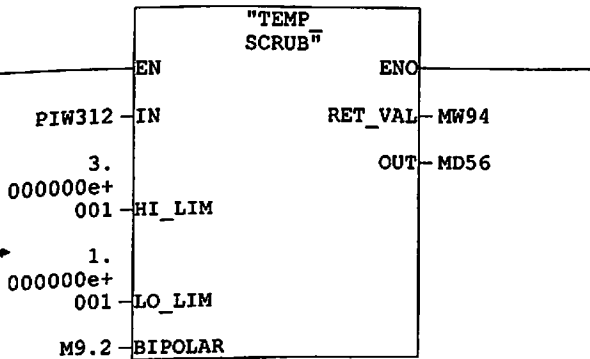 "TEMP_
SCRUB"
EN ENO
PIW312 IN RET_VAL MW94
3. OUT MD56
000000e+
001 HI_LIM
1.
000000e+
001 LO_LIM
M9.2 BIPOLAR